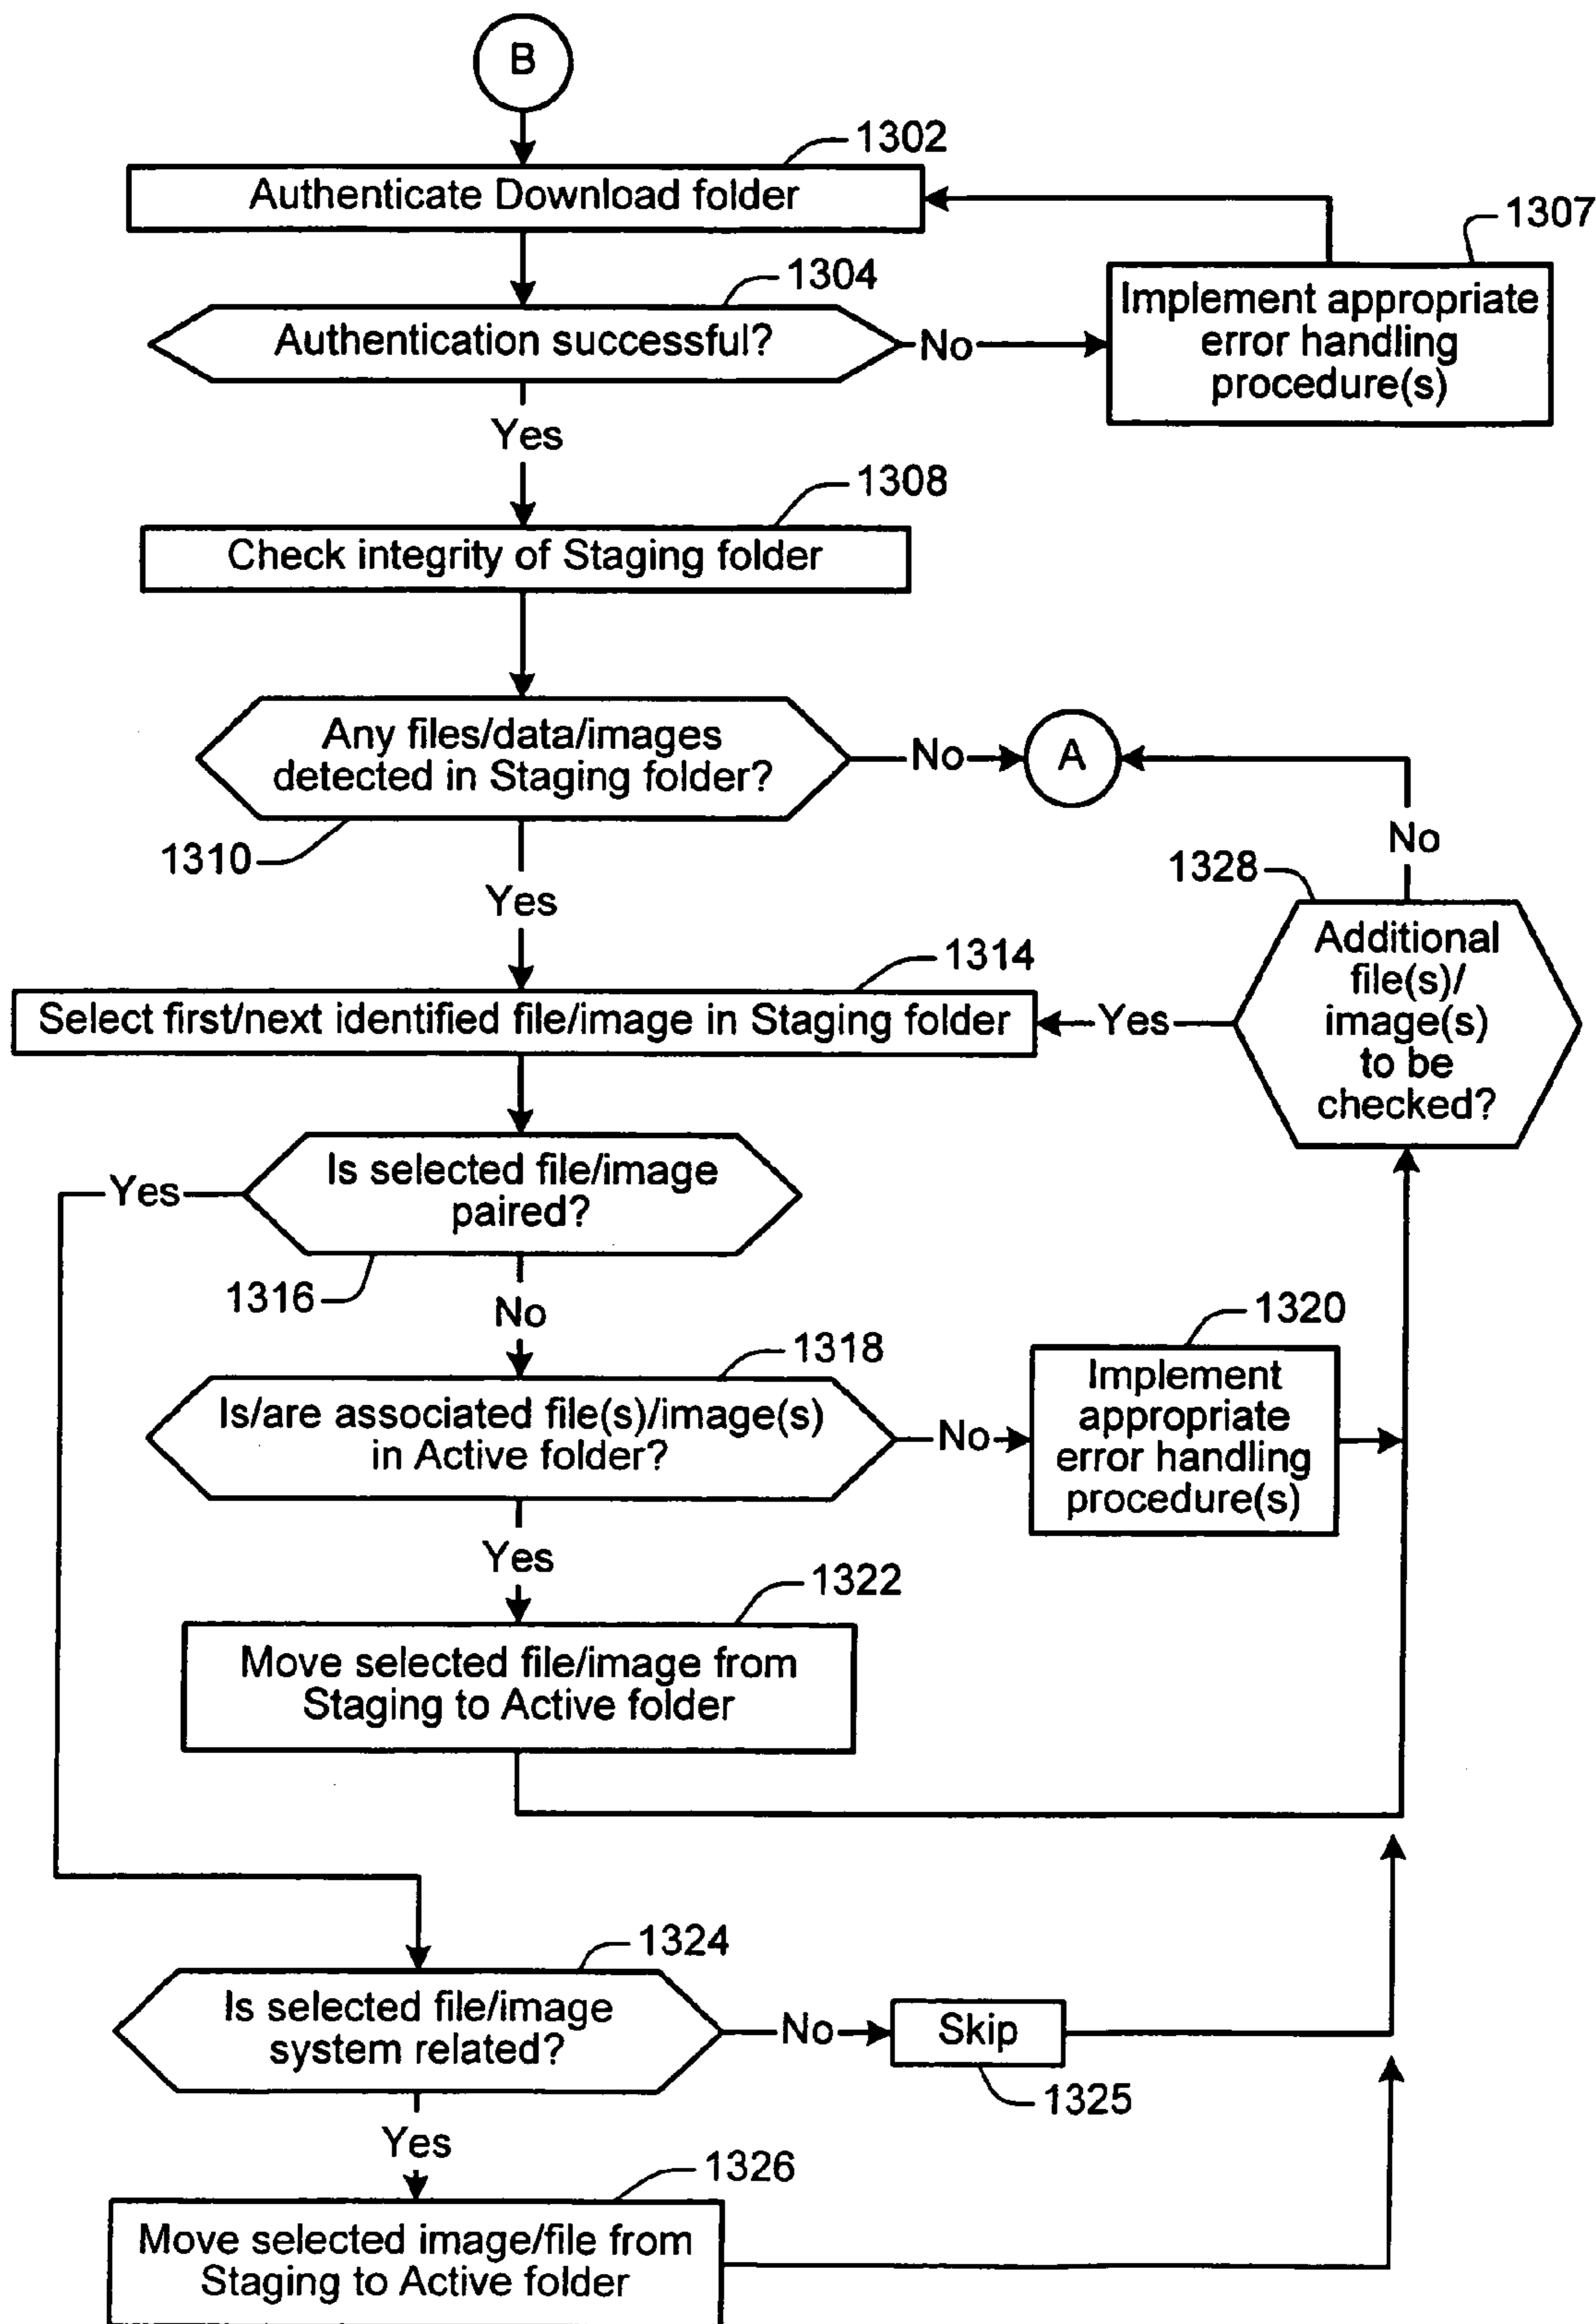 B
1302
Authenticate Download folder
1307
1304
Implement appropriate
error handling
procedure(s)
Authentication successful?
No
Yes
1308
Check integrity of Staging folder
Any files/data/images
detected in Staging folder?
No
A
1310
No
1328
Yes
Additional
file(s)/
image(s)
to be
checked?
1314
Select first/next identified file/image in Staging folder
Yes
Is selected file/image
paired?
Yes
1316
No
1320
1318
Implement
appropriate
error handling
procedure(s)
Is/are associated file(s)/image(s)
in Active folder?
No
Yes
1322
Move selected file/image from
Staging to Active folder
1324
Is selected file/image
system related?
No
Skip
1325
Yes
1326
Move selected image/file from
Staging to Active folder